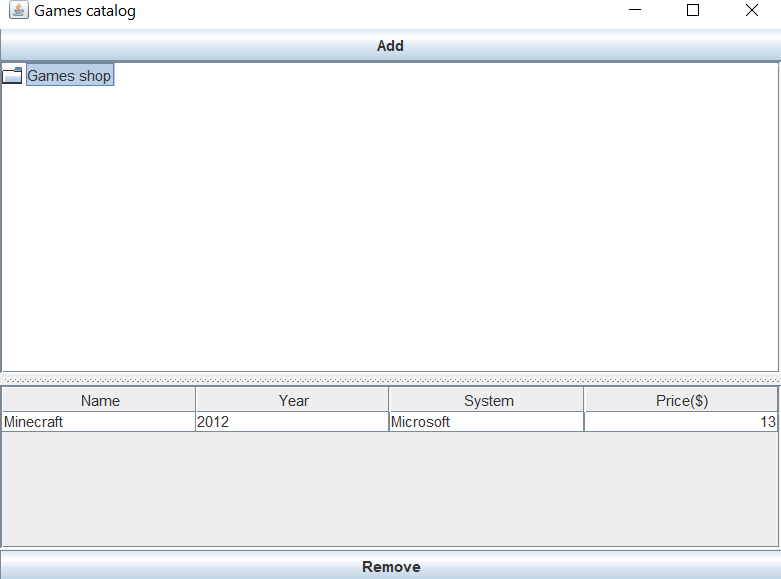 Games catalog
Add
Games shop
Name Year System Price($)
Minecraft 2012 Microsoft 13
Remove